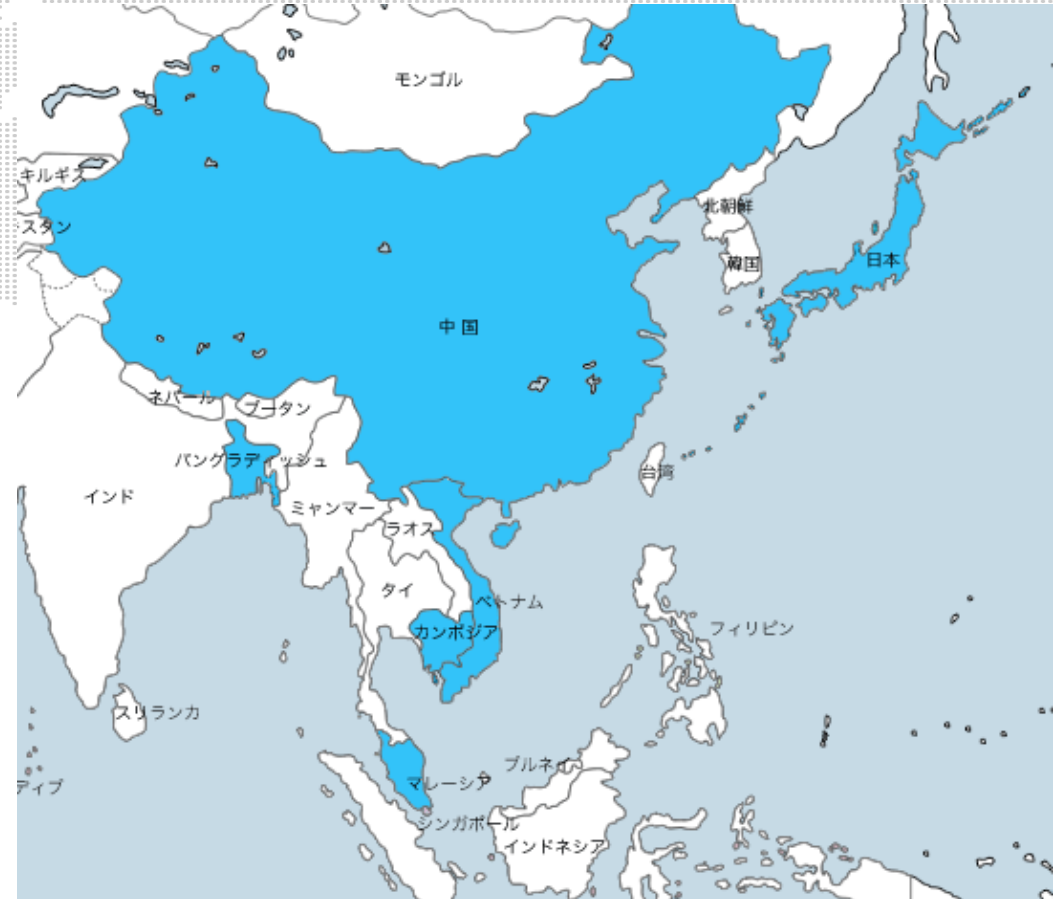 モンゴル
キルギス
スタン
北朝鮮
韓国
日本
中 国
ネパール
ブータン
バングラディッシュ
台湾
インド
ミャンマー
ラオス
タイ
ベトナム
カンボジア
フィリピン
スリランカ
ブルネイ
マレーシア
ディブ
シンガポール
インドネシア